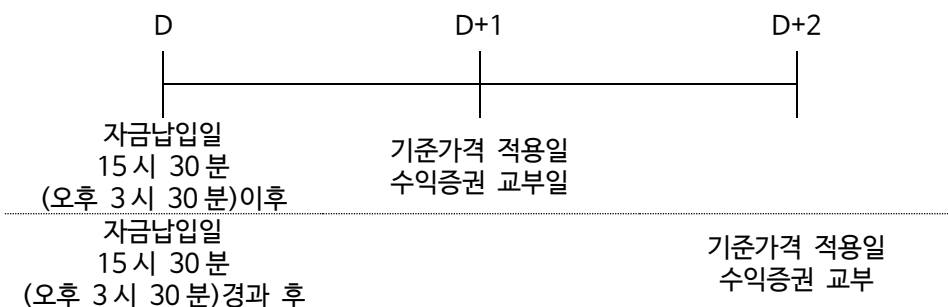 D D+1 D+2
자금납입일
15시 30분
(오후 3시 30분)이후
기준가격 적용일
수익증권 교부일
자금납입일
15시 30분
(오후 3시 30분)경과 후
기준가격 적용일
수익증권 교부